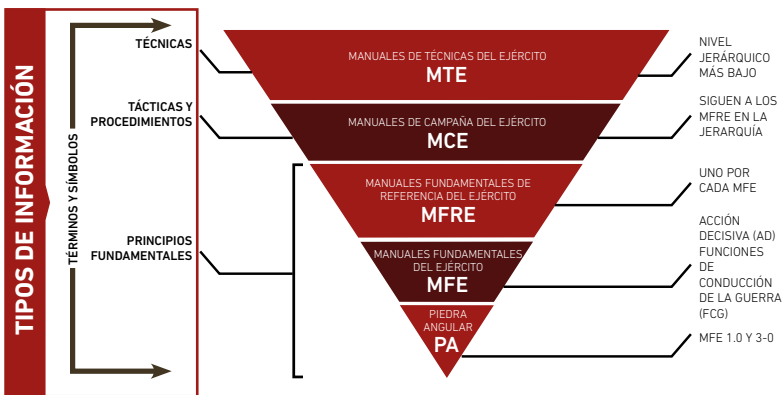 TIPOS DE INFORMACIÓN
TÉRMINOS Y SÍMBOLOS
TÉCNICAS
TÁCTICAS Y
PROCEDIMIENTOS
PRINCIPIOS
FUNDAMENTALES
MANUALES DE TÉCNICAS DEL EJÉRCITO
MTE
MANUALES DE CAMPAÑA DEL EJÉRCITO
MCE
MANUALES FUNDAMENTALES DE
REFERENCIA DEL EJÉRCITO
MFRE
MANUALES FUNDAMENTALES
DEL EJÉRCITO
MFE
PIEDRA
ANGULAR
PA
NIVEL
JERÁRQUICO
MÁS BAJO
SIGUEN A LOS
MFRE EN LA
JERARQUÍA
UNO POR
CADA MFE
ACCIÓN
DECISIVA (AD)
FUNCIONES
DE
CONDUCCIÓN
DE LA GUERRA
(FCG)
MFE 1.0 Y 3-0